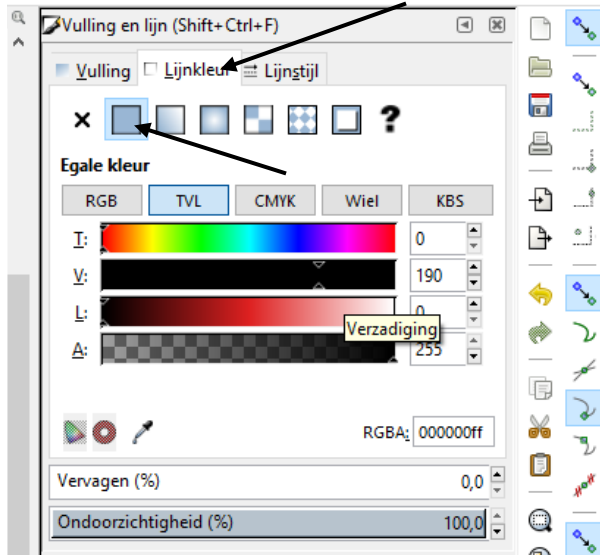 Vulling en lijn (Shift+Ctrl+F)
Vulling Lijnkleur Lijnstijl
?
Egale kleur
RGB TVL CMYK Wiel KBS
T: 0
V: 190
L: 0
Verzadiging
A: 255
RGBA: 000000ff
Vervagen (%) 0,0
Ondoorzichtigheid (%) 100,0